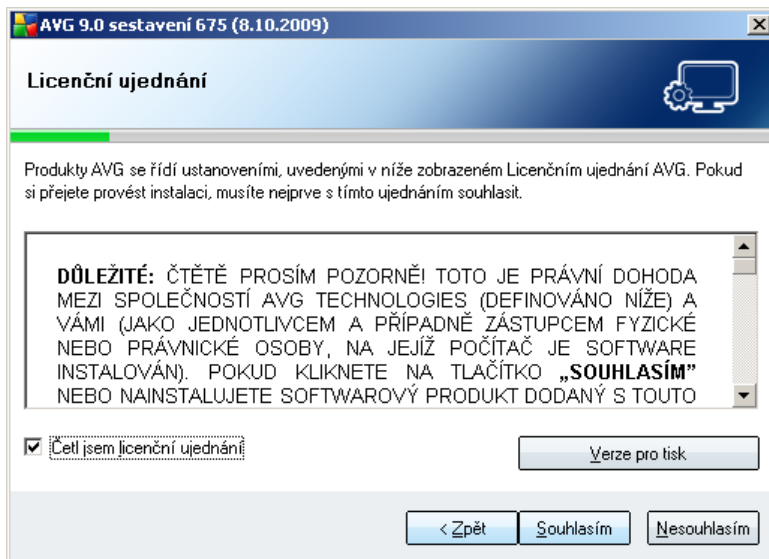 AVG 9.0 sestavení 675 (8.10.2009)
Licenční ujednání
Produkty AVG se řídí ustanoveními, uvedenými v níže zobrazeném Licenčním ujednání AVG. Pokud
si přejete provést instalaci, musíte nejprve s tímto ujednáním souhlasit.
DŮLEŽITÉ: ČTĚTĚ PROSÍM POZORNĚ! TOTO JE PRÁVNÍ DOHODA
MEZI SPOLEČNOSTÍ AVG TECHNOLOGIES (DEFINOVÁNO NÍŽE) A
VÁMI (JAKO JEDNOTLIVCEM A PŘÍPADNĚ ZÁSTUPCEM FYZICKÉ
NEBO PRÁVNICKÉ OSOBY, NA JEJÍŽ POČÍTAČ JE SOFTWARE
INSTALOVÁN). POKUD KLIKNETE NA TLAČÍTKO „SOUHLASÍM”
NEBO NAINSTALUJETE SOFTWAROVÝ PRODUKT DODANÝ S TOUTO
Četl jsem licenční ujednání
Verze pro tisk
< Zpět
Souhlasím
Nesouhlasím